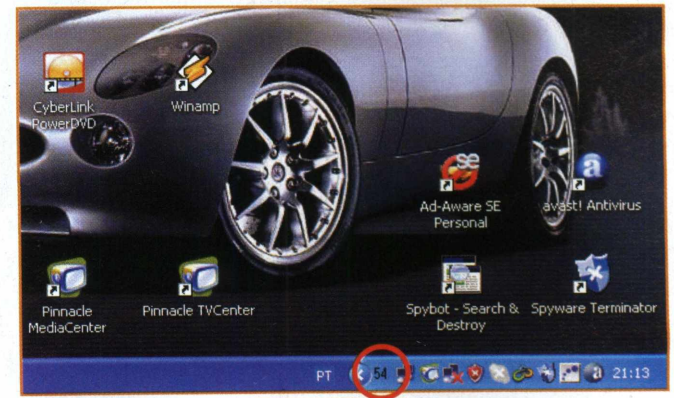 CyberLink
PowerDVD
Winamp
Ad-Aware SE
Personal
avast! Antivirus
Pinnacle
MediaCenter
Pinnacle TVCenter
Spybot - Search &
Destroy
Spyware Terminator
PT
54
21:13